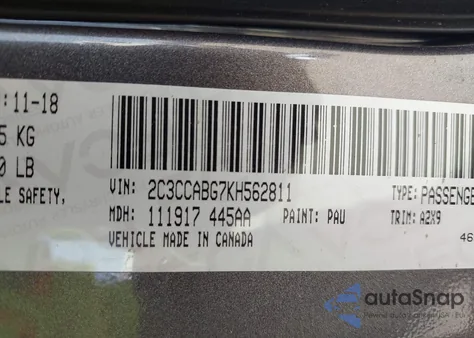 :11-18
5 KG
0 LB
LE SAFETY,
VIN: 2C3CCABG7KH562811
TYPE: PASSENGE
MDH: 111917 445AA
PAINT: PAU
TRIM: A2X9
VEHICLE MADE IN CANADA
46
autoSnap